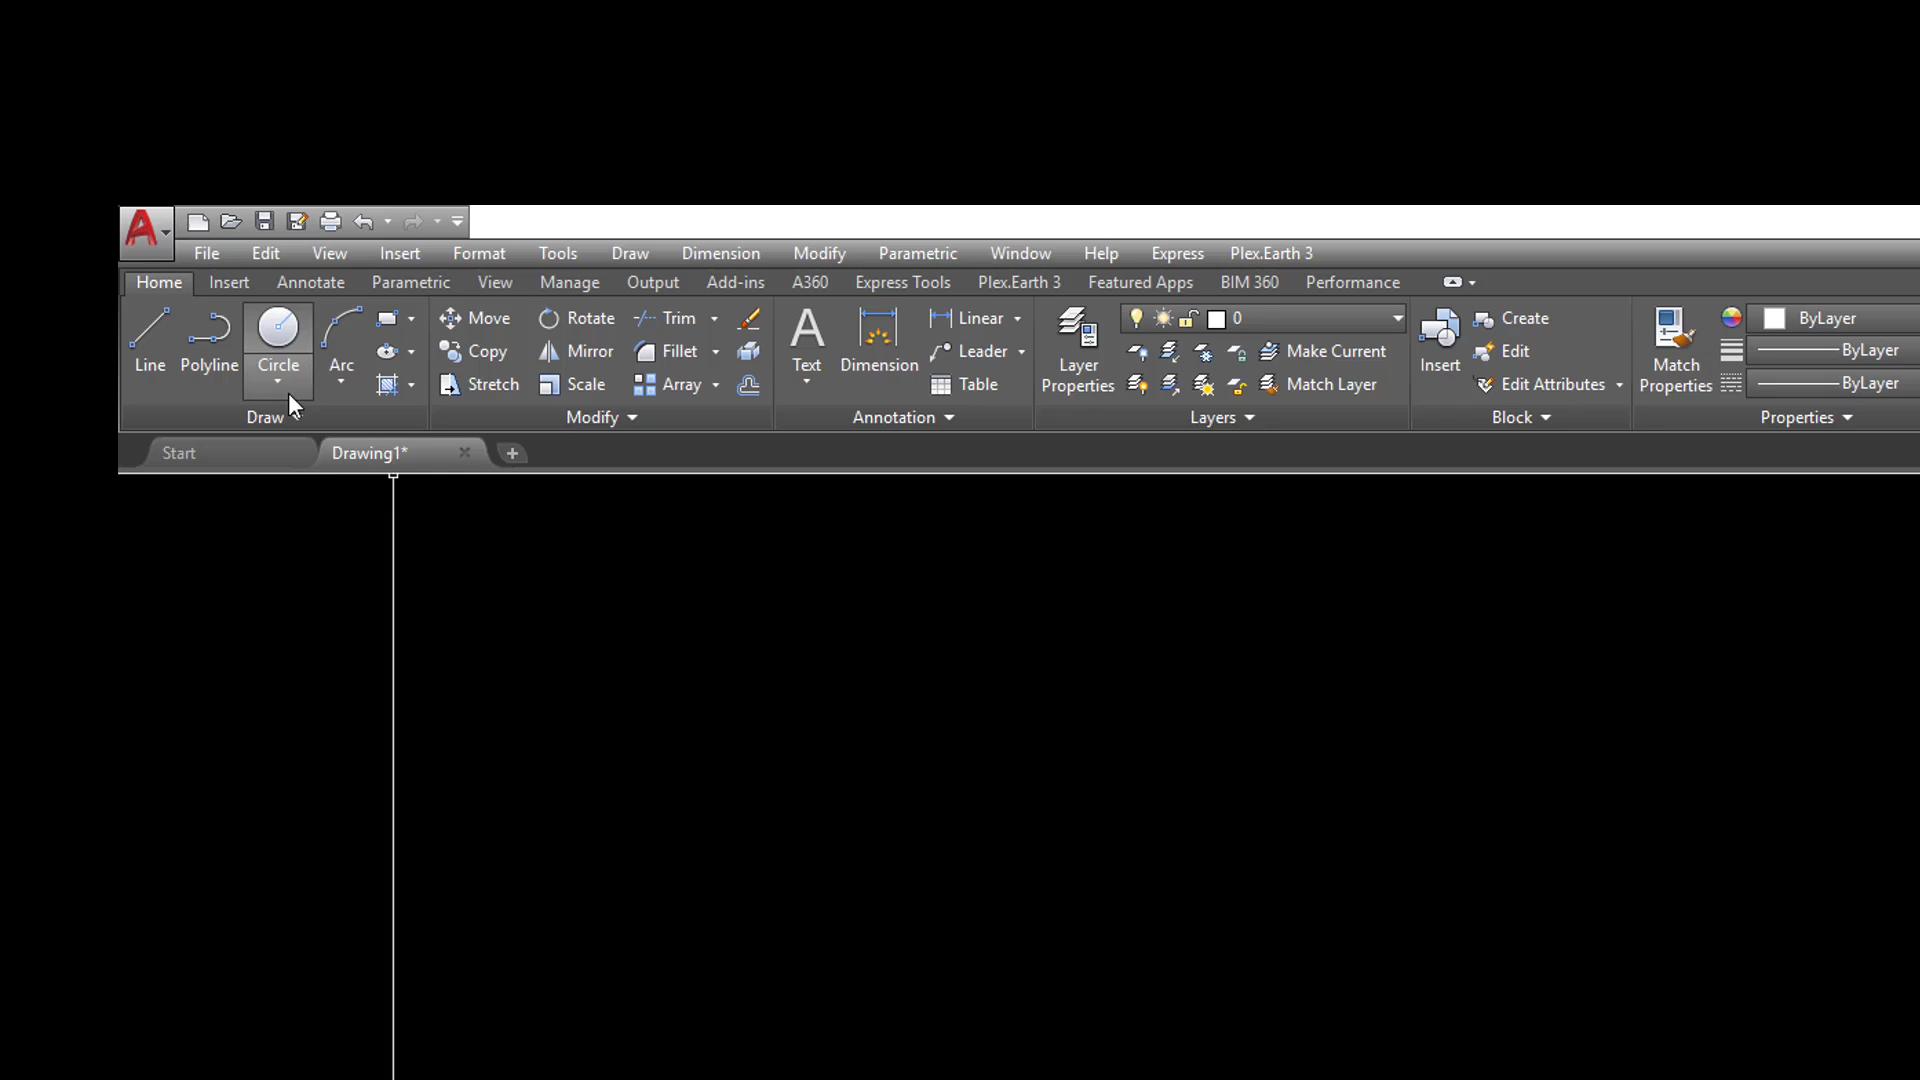 File Edit View Insert Format Tools Draw Dimension Modify Parametric Window Help Express Plex.Earth 3
Home Insert Annotate Parametric View Manage Output Add-ins A360 Express Tools Plex.Earth 3 Featured Apps BIM 360 Performance
Line Polyline Circle Arc
Draw
Move Rotate Trim
Copy Mirror Fillet
Stretch Scale Array
Modify
Text Dimension
Linear
Leader
Table
Annotation
Layer
Properties
0
Make Current
Match Layer
Layers
Insert
Create
Edit
Edit Attributes
Block
Match
Properties
ByLayer
ByLayer
ByLayer
Properties
Start Drawing1*